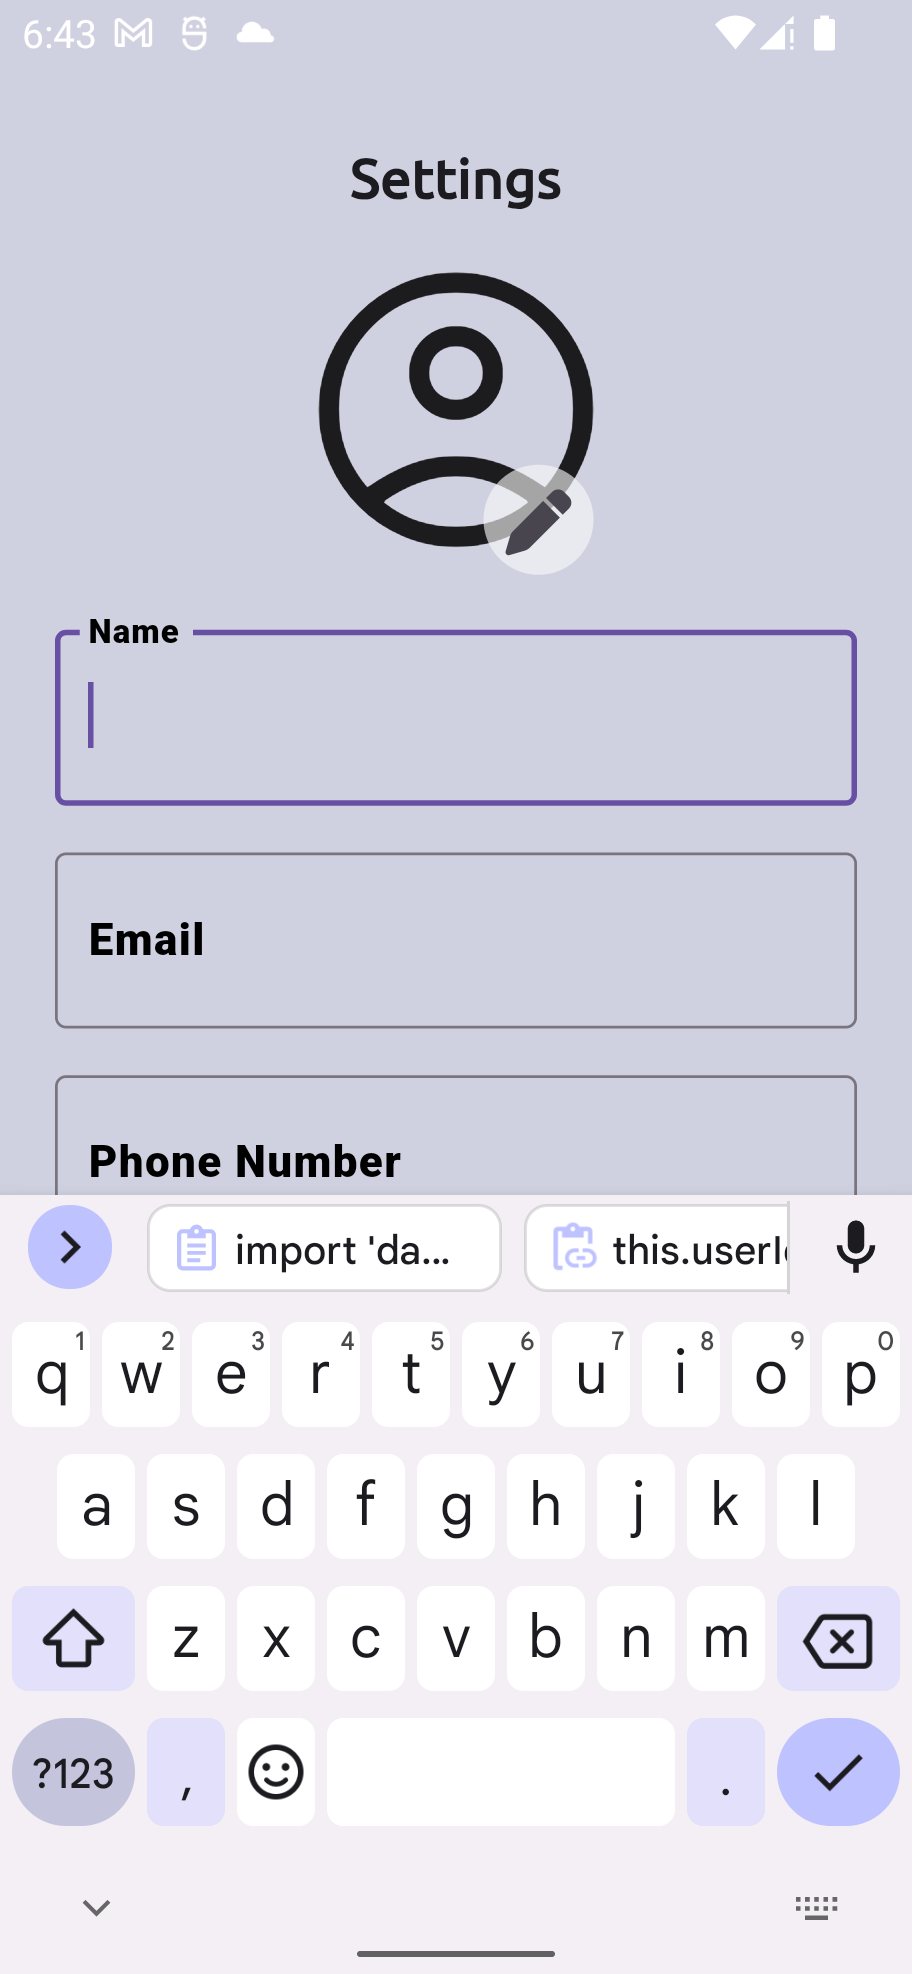 6:43
Settings
Name
Email
Phone Number
import 'da...
this.userI
1 2 3 4 5 6 7 8 9 0
q w e r t y u i o p
a s d f g h j k l
z x c v b n m
?123 , .